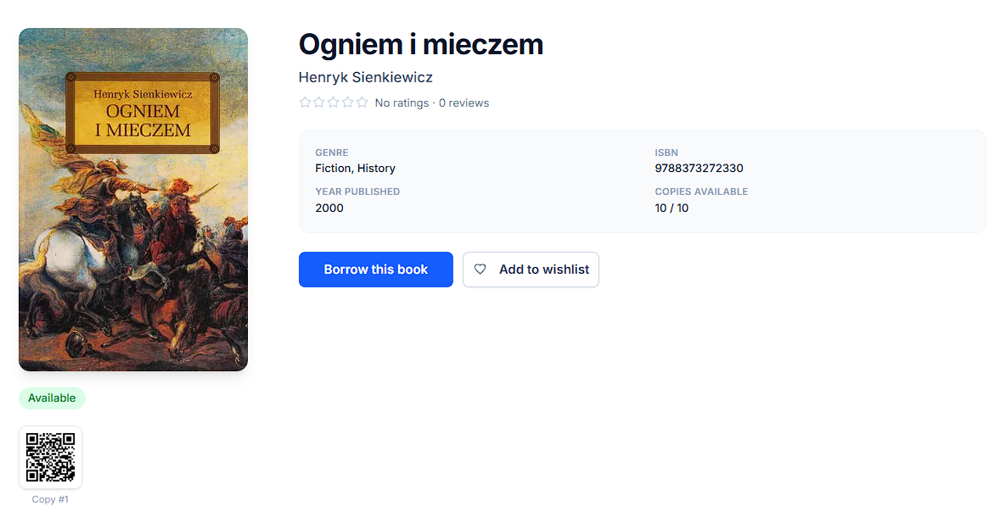 Henryk Sienkiewicz
OGNIEM
I MIECZEM
Available
Copy #1
Ogniem i mieczem
Henryk Sienkiewicz
No ratings · 0 reviews
GENRE
Fiction, History
ISBN
9788373272330
YEAR PUBLISHED
2000
COPIES AVAILABLE
10 / 10
Borrow this book
Add to wishlist